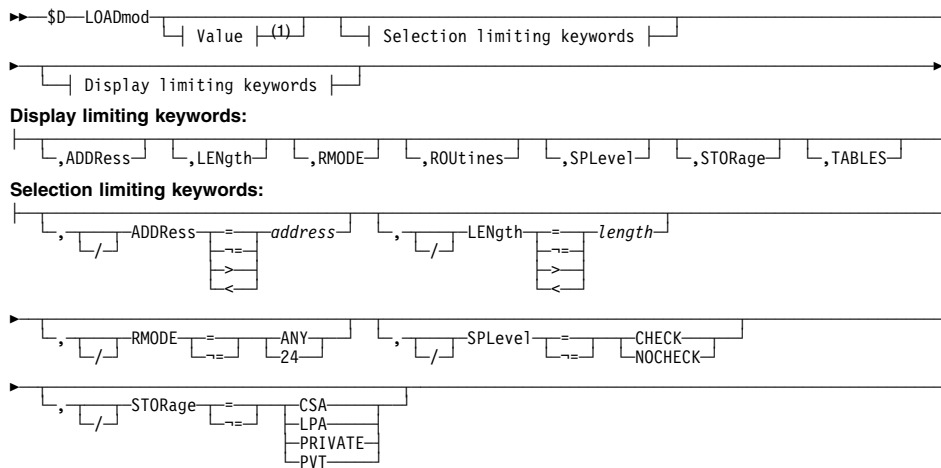 $D LOADmod Value (1) Selection limiting keywords
Display limiting keywords
Display limiting keywords:
,ADDRess ,LENgth ,RMODE ,ROUtines ,SPLevel ,STORage ,TABLES
Selection limiting keywords:
, / ADDRess = address , / LENgth = length
¬= ¬=
> >
< <
, / RMODE = ANY , / SPLevel = CHECK
¬= 24 ¬= NOCHECK
, / STORage = CSA
¬= LPA
PRIVATE
PVT